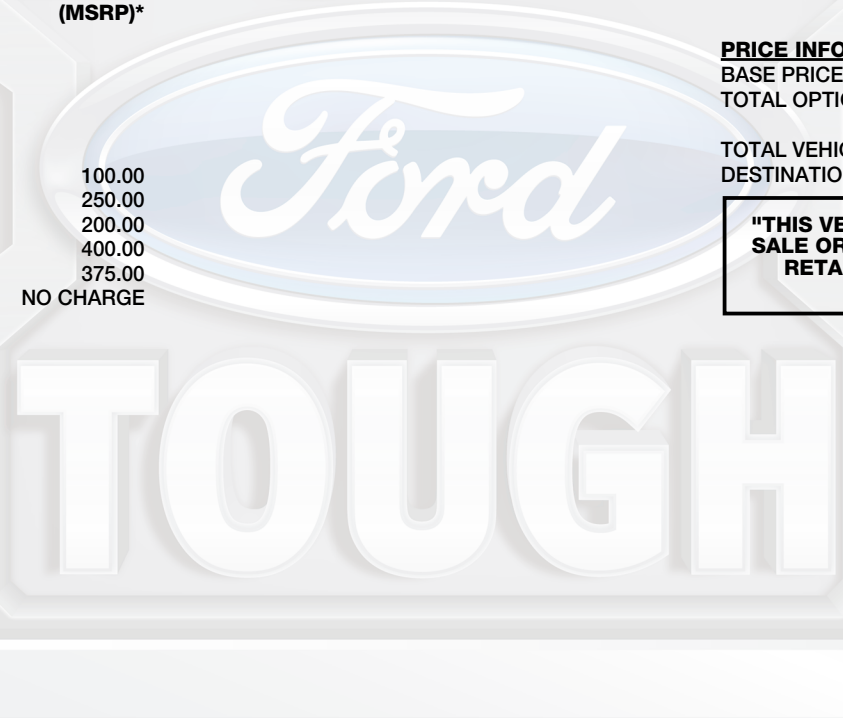 (MSRP)*
100.00
250.00
200.00
400.00
375.00
NO CHARGE
PRICE INFO
BASE PRICE
TOTAL OPTI
TOTAL VEHIC
DESTINATIO
"THIS VE
SALE OR
RETA
Ford
TOUGH